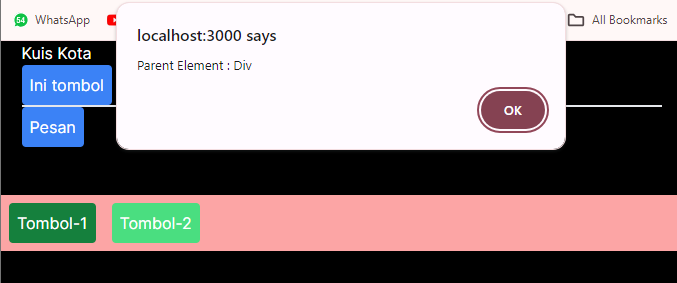 54 WhatsApp
All Bookmarks
localhost:3000 says
Parent Element : Div
OK
Kuis Kota
Ini tombol
Pesan
Tombol-1 Tombol-2